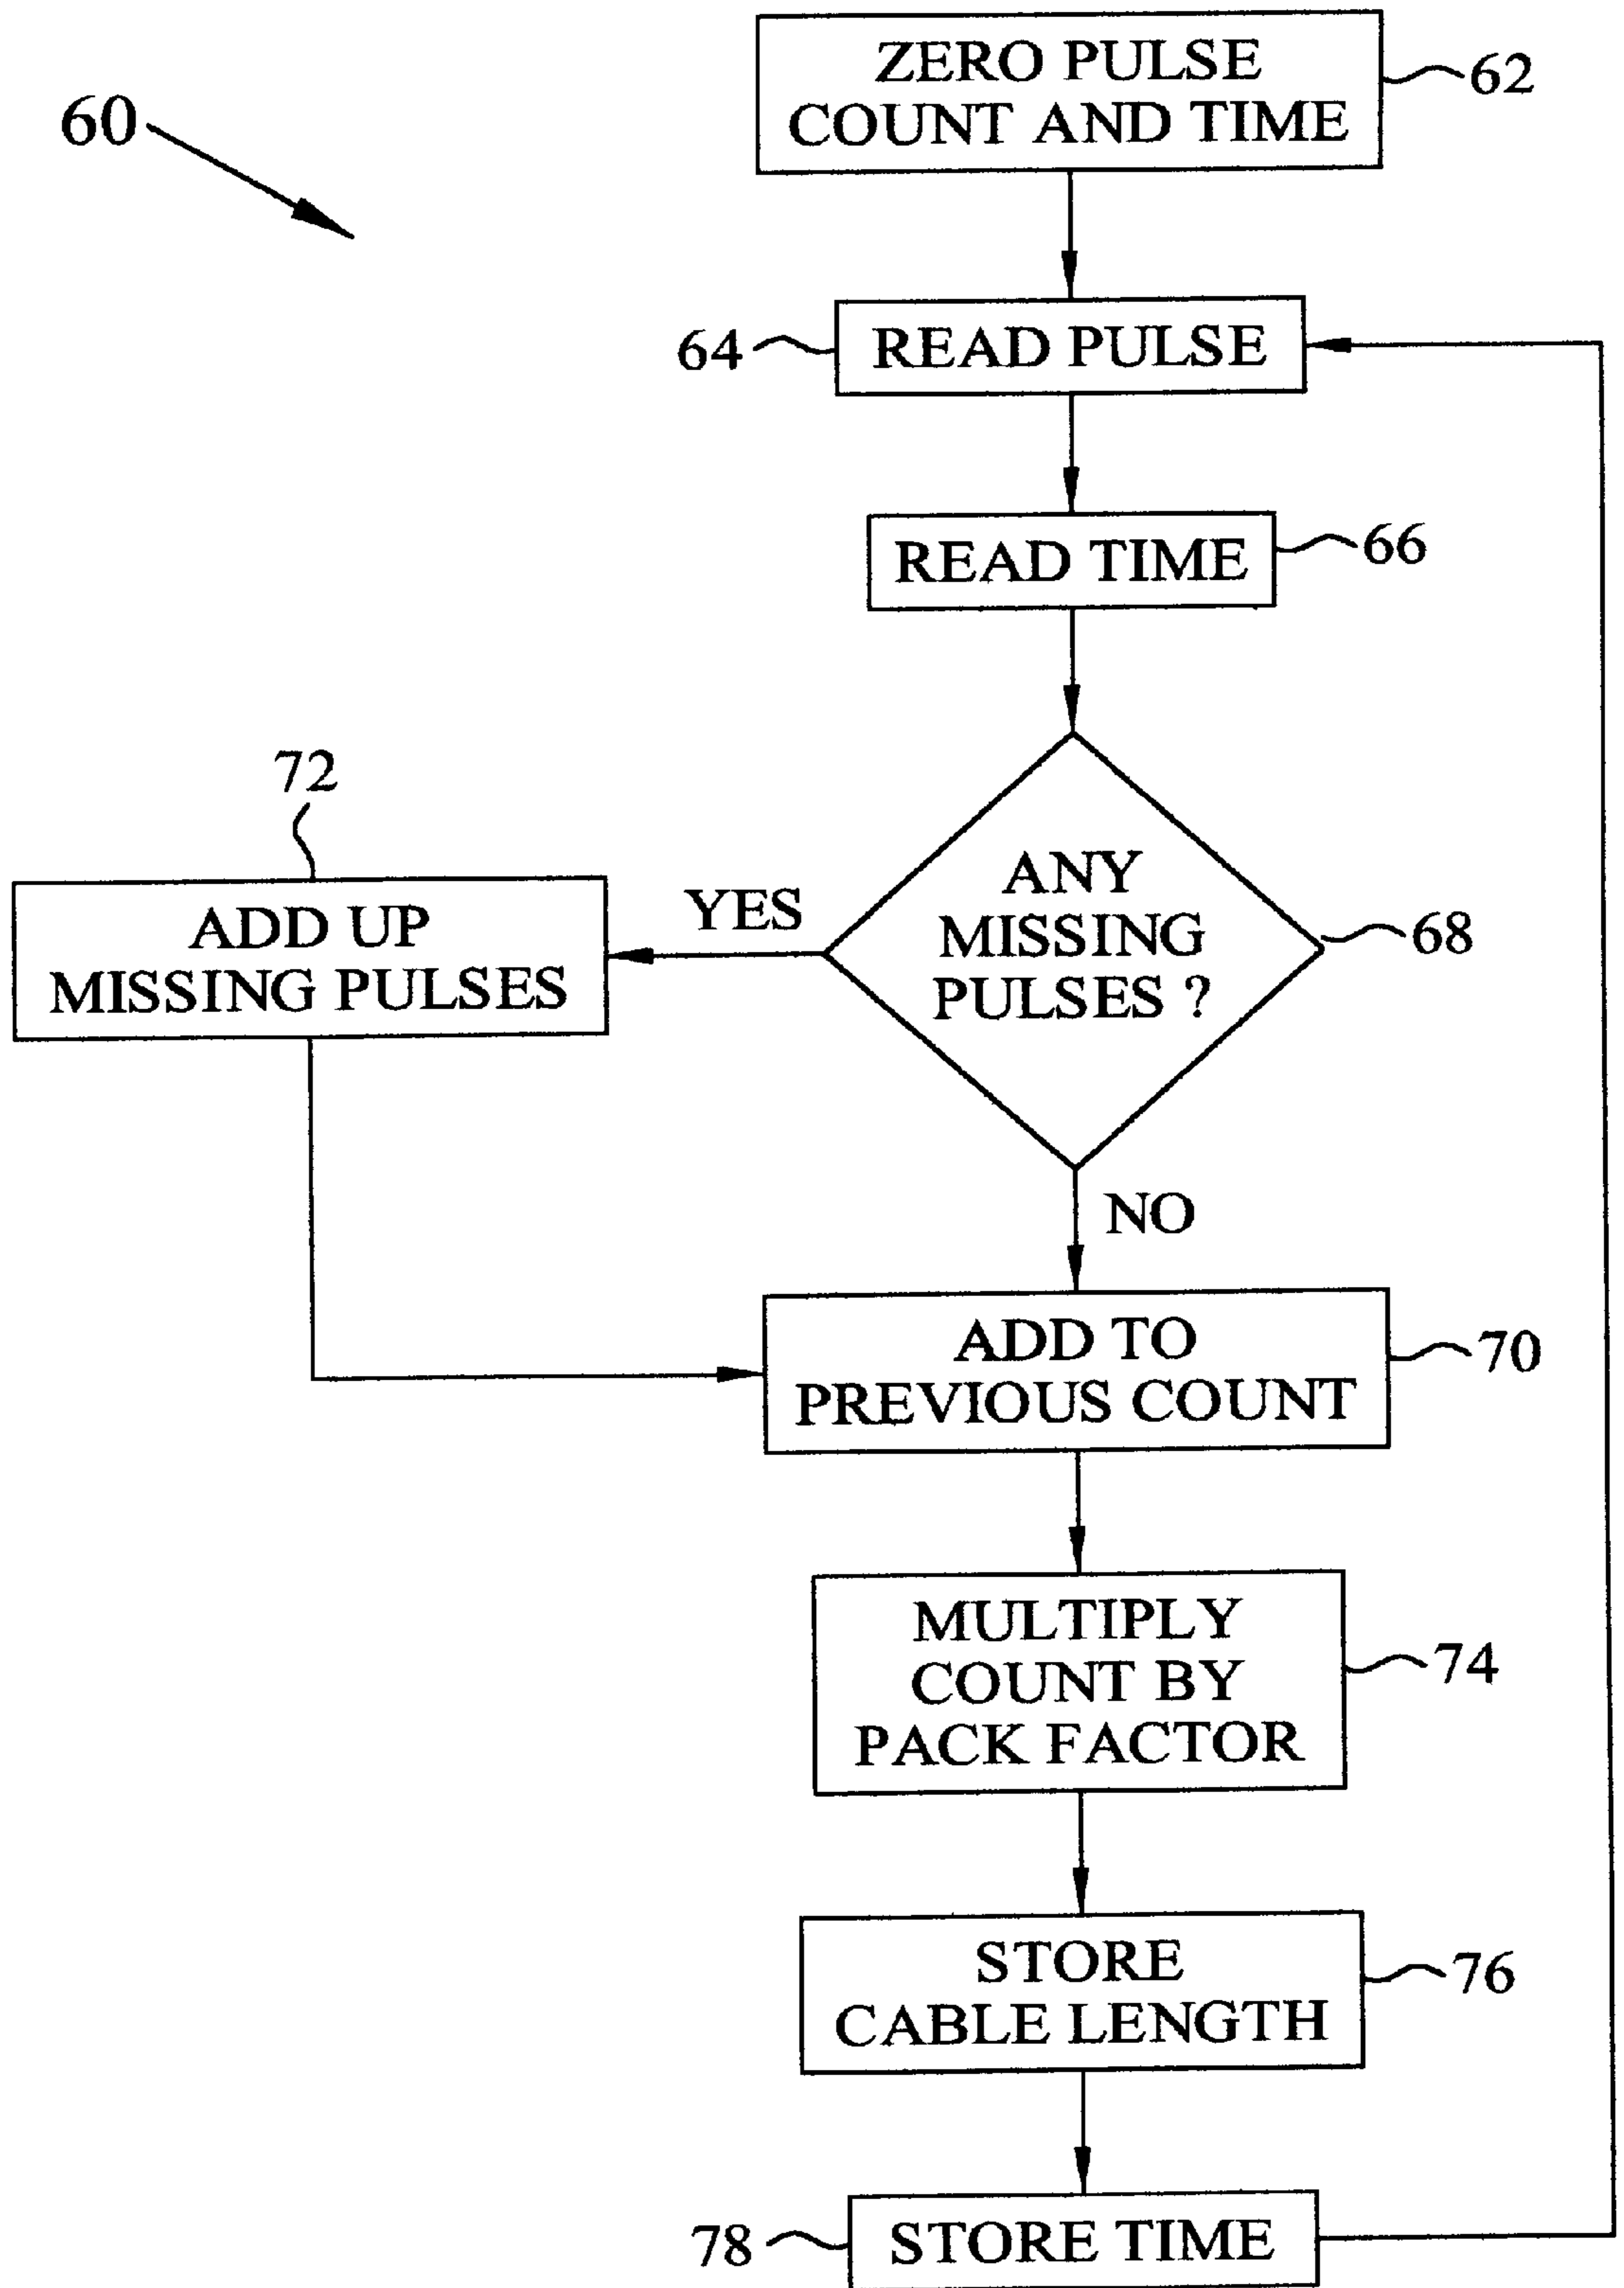 ZERO PULSE
COUNT AND TIME
62
60
64
READ PULSE
READ TIME
66
72
ADD UP
MISSING PULSES
YES
ANY
MISSING
PULSES ?
68
NO
ADD TO
PREVIOUS COUNT
70
MULTIPLY
COUNT BY
PACK FACTOR
74
STORE
CABLE LENGTH
76
78
STORE TIME